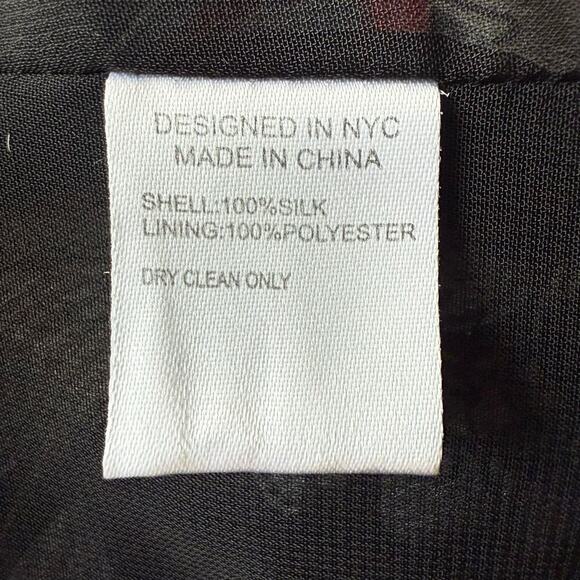 DESIGNED IN NYC
MADE IN CHINA
SHELL:100%SILK
LINING:100%POLYESTER
DRY CLEAN ONLY